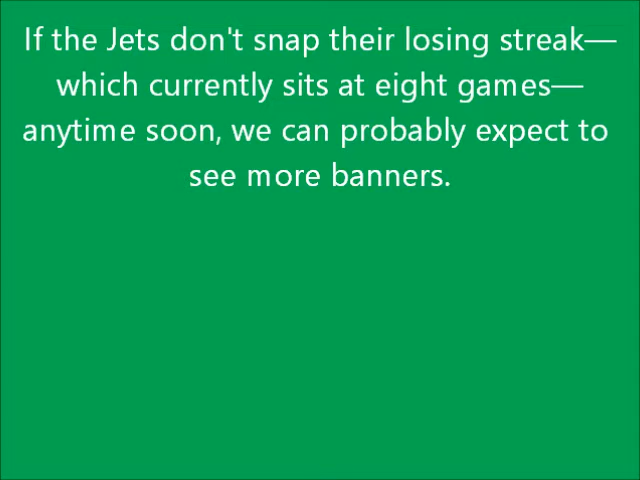 If the Jets don't snap their losing streak—
which currently sits at eight games—
anytime soon, we can probably expect to
see more banners.